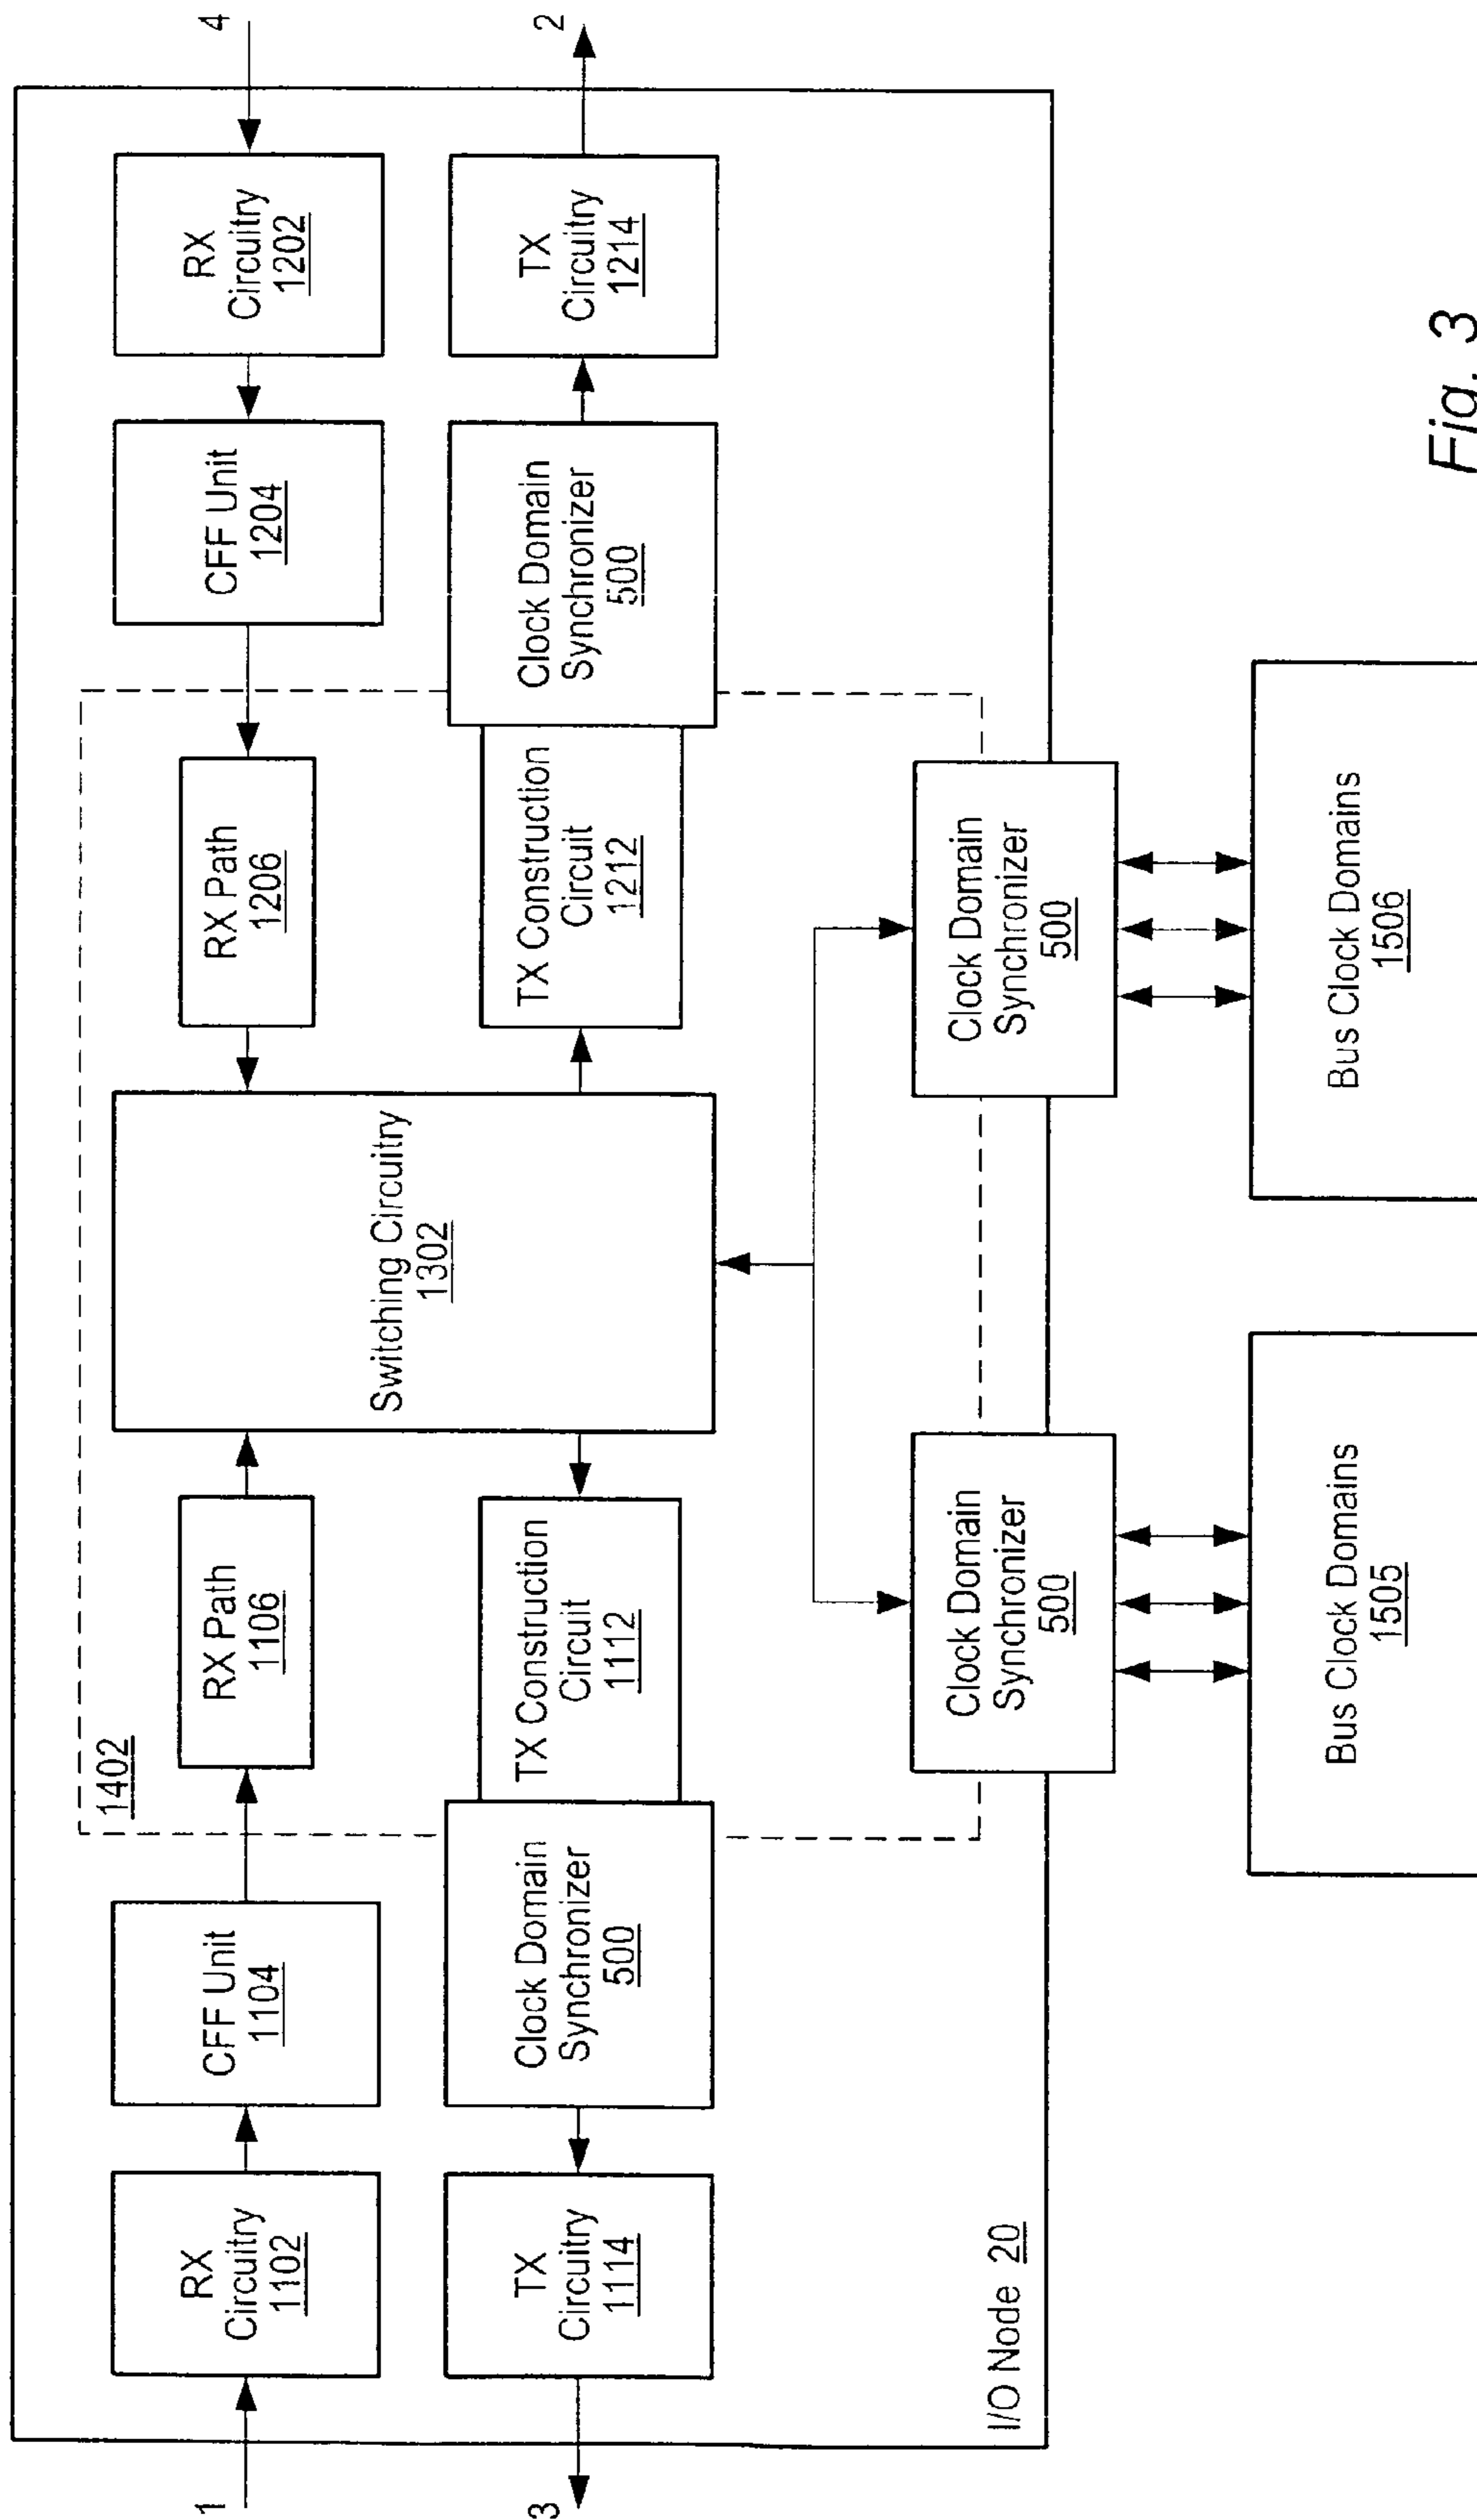 1
RX
Circuitry
1102
CFF Unit
1104
1402
RX Path
1106
Switching Circuitry
1302
RX Path
1206
CFF Unit
1204
RX
Circuitry
1202
4
3
TX
Circuitry
1114
Clock Domain
Synchronizer
500
TX Construction
Circuit
1112
TX Construction
Circuit
1212
Clock Domain
Synchronizer
500
TX
Circuitry
1214
2
I/O Node 20
Clock Domain
Synchronizer
500
Clock Domain
Synchronizer
500
Bus Clock Domains
1505
Bus Clock Domains
1506
Fig. 3